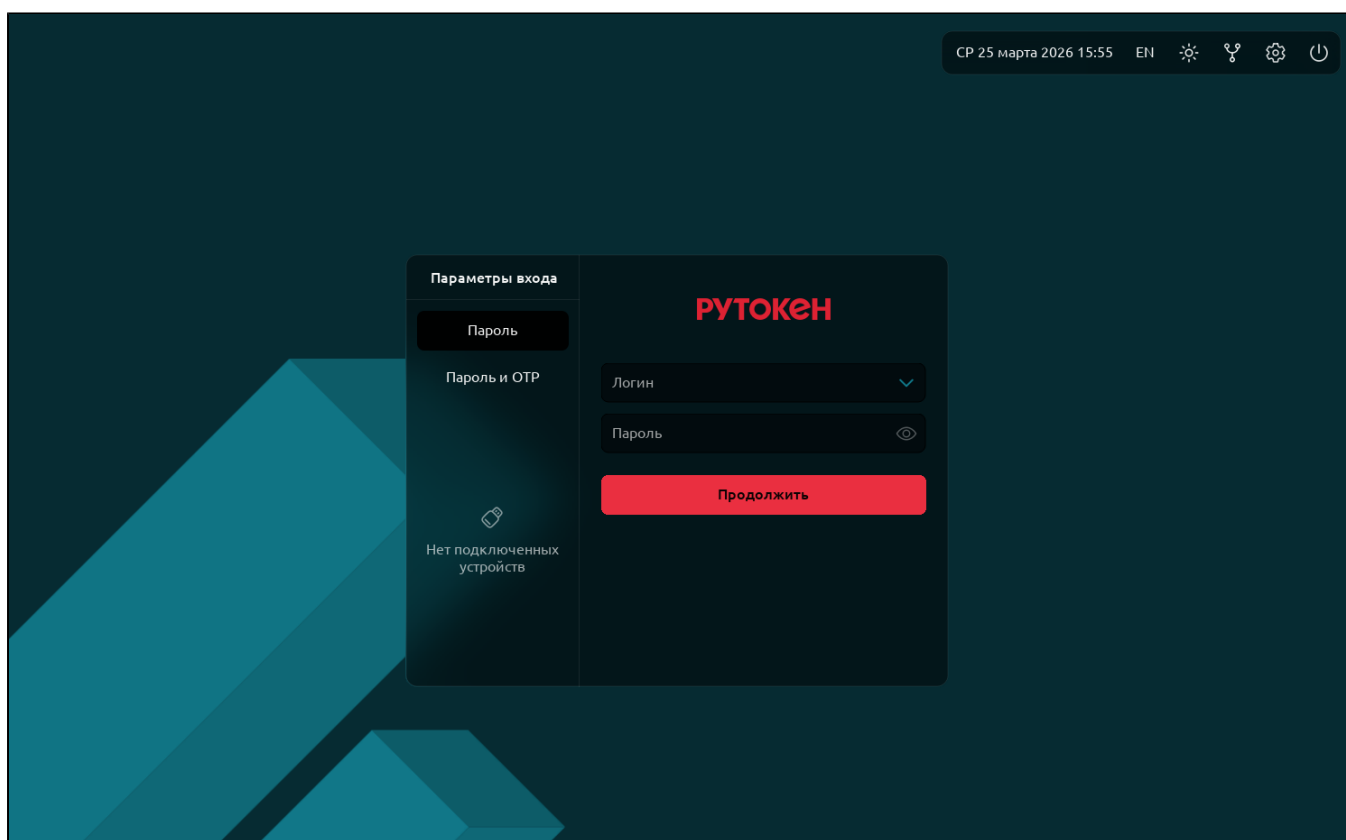 СР 25 марта 2026 15:55 EN
Параметры входа
РУТОКЕН
Пароль
Пароль и OTP
Логин
Пароль
Продолжить
Нет подключенных
устройств